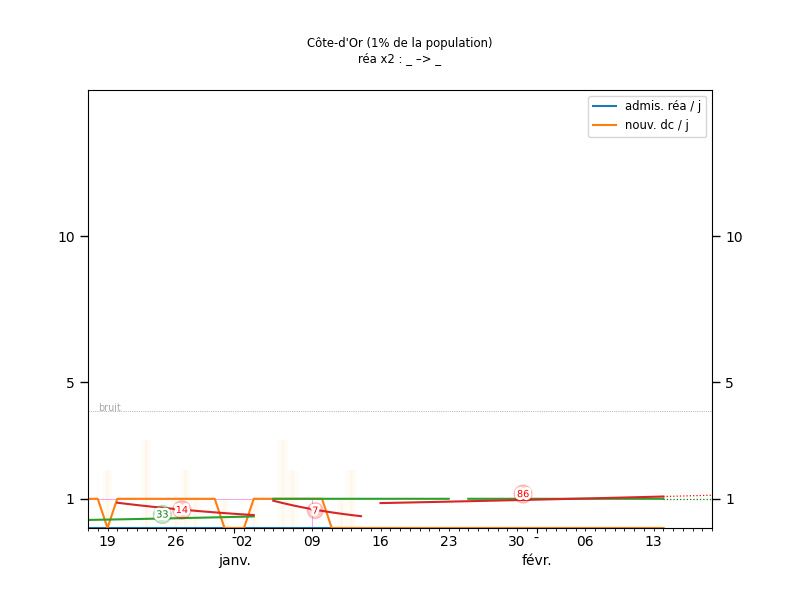 Côte-d'Or (1% de la population)
réa x2 : _ –> _
admis. réa / j
nouv. dc / j
10 10
5 5
bruit
1 1
33 14 7 86
19 26 02 09 16 23 30 06 13
janv. févr.